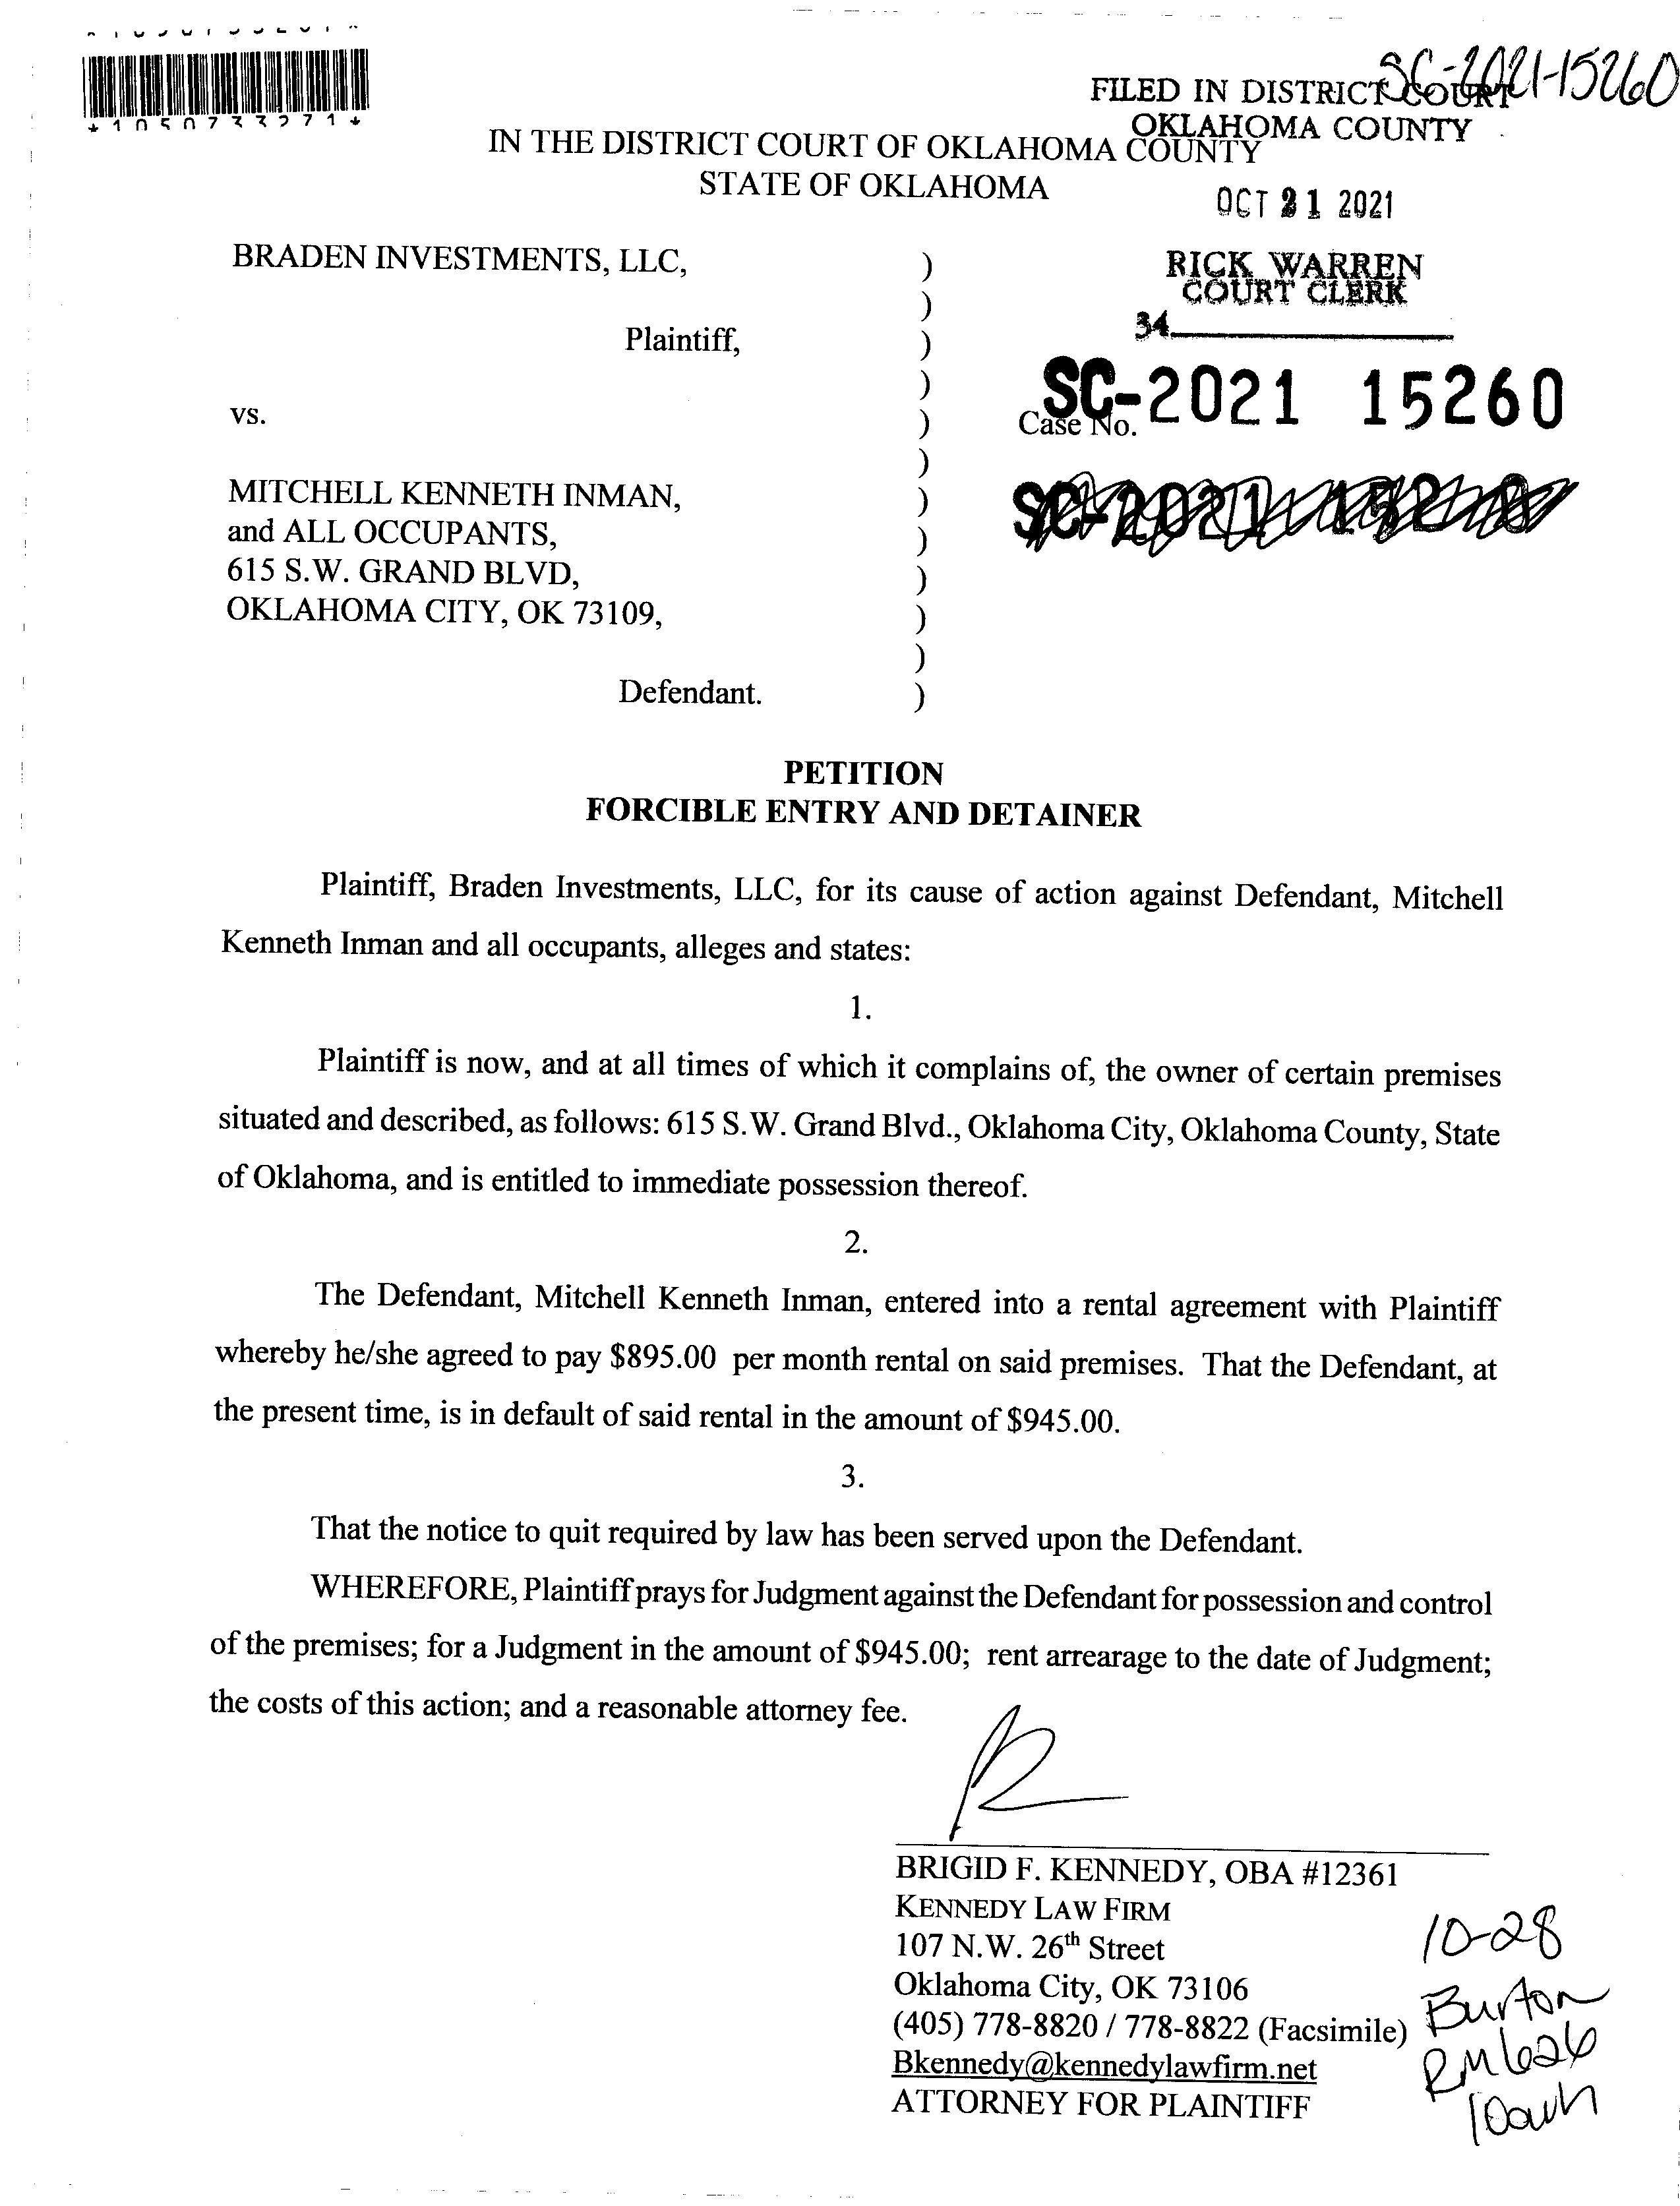 *1050733271*
SC-2021-15260
FILED IN DISTRICT COURT
OKLAHOMA COUNTY
IN THE DISTRICT COURT OF OKLAHOMA COUNTY
STATE OF OKLAHOMA
OCT 21 2021
RICK WARREN
COURT CLERK
34
BRADEN INVESTMENTS, LLC, )
)
Plaintiff, )
)
vs. )
Case No. SC-2021 15260
)
MITCHELL KENNETH INMAN, )
and ALL OCCUPANTS, )
615 S.W. GRAND BLVD, )
OKLAHOMA CITY, OK 73109, )
)
Defendant. )
PETITION
FORCIBLE ENTRY AND DETAINER
Plaintiff, Braden Investments, LLC, for its cause of action against Defendant, Mitchell
Kenneth Inman and all occupants, alleges and states:
1.
Plaintiff is now, and at all times of which it complains of, the owner of certain premises
situated and described, as follows: 615 S.W. Grand Blvd., Oklahoma City, Oklahoma County, State
of Oklahoma, and is entitled to immediate possession thereof.
2.
The Defendant, Mitchell Kenneth Inman, entered into a rental agreement with Plaintiff
whereby he/she agreed to pay $895.00 per month rental on said premises. That the Defendant, at
the present time, is in default of said rental in the amount of $945.00.
3.
That the notice to quit required by law has been served upon the Defendant.
WHEREFORE, Plaintiff prays for Judgment against the Defendant for possession and control
of the premises; for a Judgment in the amount of $945.00; rent arrearage to the date of Judgment;
the costs of this action; and a reasonable attorney fee.
BRIGID F. KENNEDY, OBA #12361
KENNEDY LAW FIRM
107 N.W. 26th Street
Oklahoma City, OK 73106
(405) 778-8820 / 778-8822 (Facsimile)
Bkennedy@kennedylawfirm.net
ATTORNEY FOR PLAINTIFF
10-28
Burton
RM 626
10am